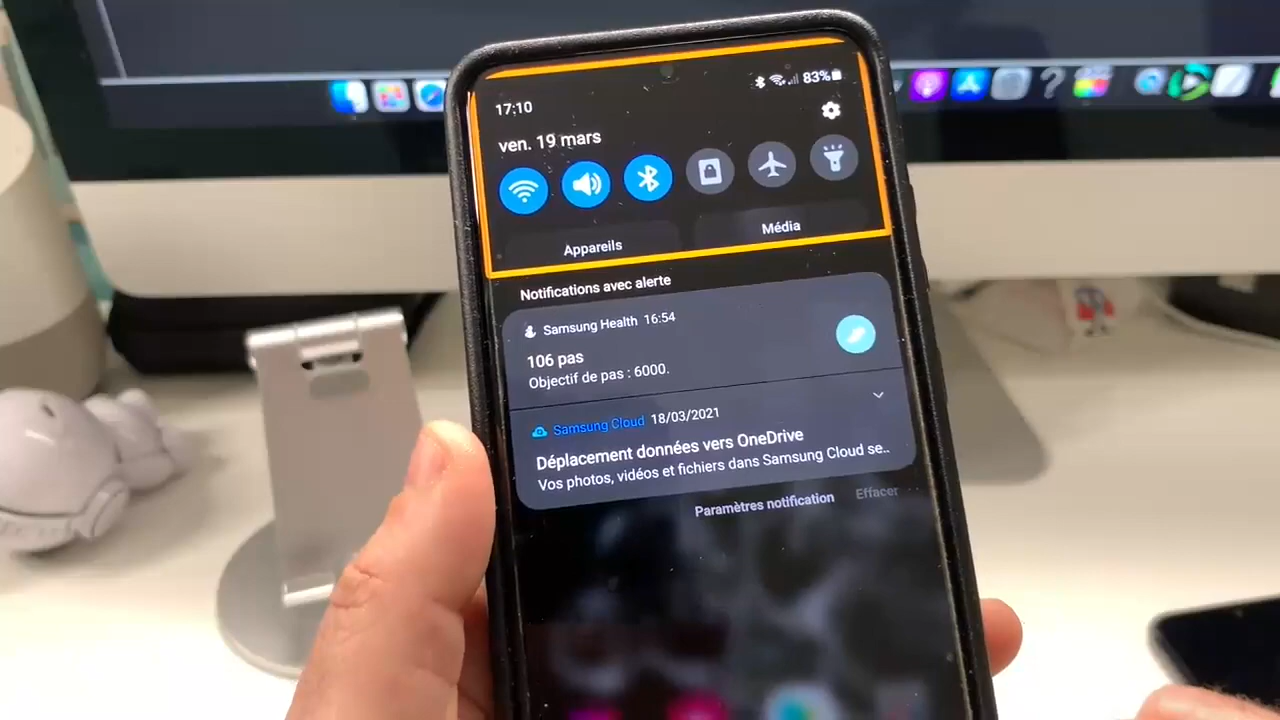 83%
17:10
ven. 19 mars
Appareils
Média
Notifications avec alerte
Samsung Health 16:54
106 pas
Objectif de pas : 6000.
Samsung Cloud 18/03/2021
Déplacement données vers OneDrive
Vos photos, vidéos et fichiers dans Samsung Cloud se..
Paramètres notification
Effacer